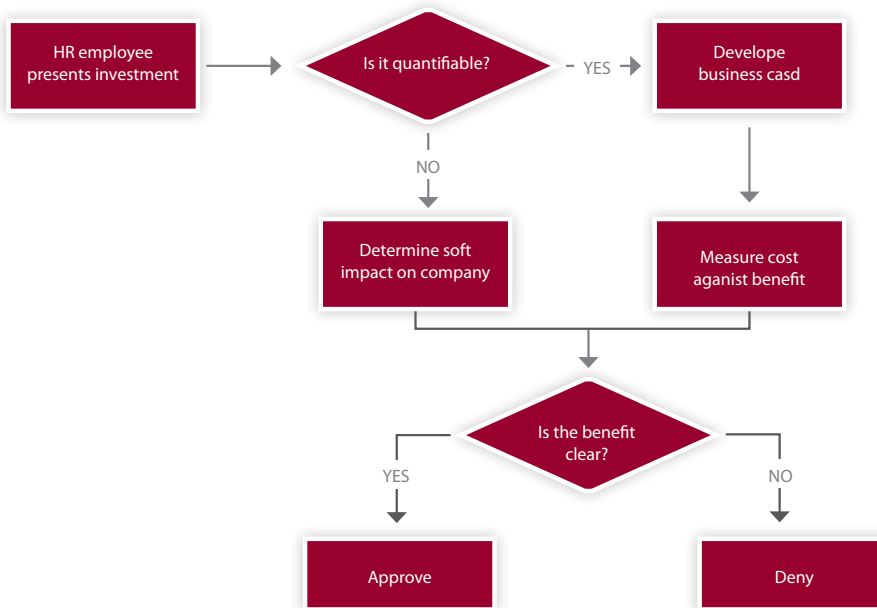 HR employee
presents investment
Is it quantifiable?
YES
Develope
business casd
NO
Determine soft
impact on company
Measure cost
aganist benefit
Is the benefit
clear?
YES
NO
Approve
Deny